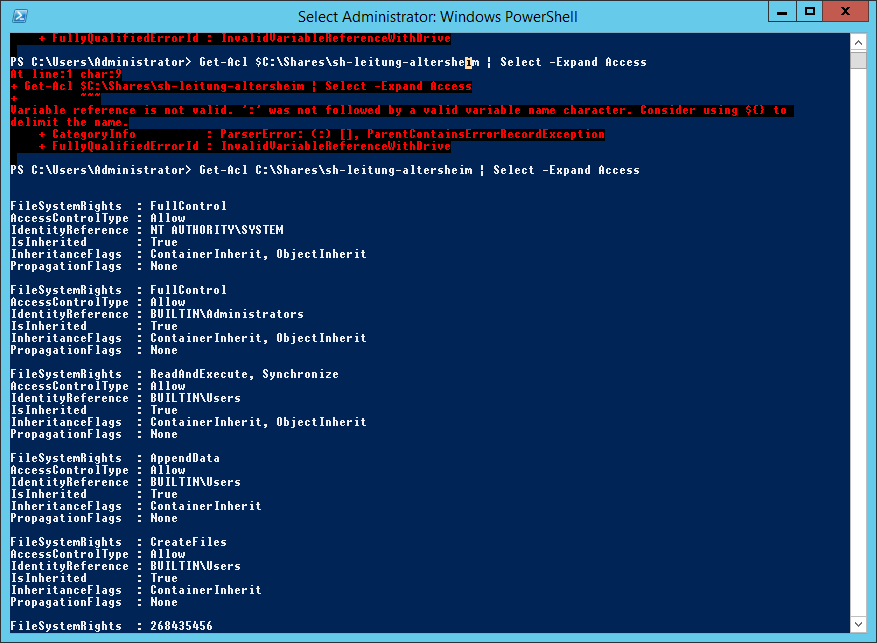 Select Administrator: Windows PowerShell
+ FullyQualifiedErrorId : InvalidVariableReferenceWithDrive
PS C:\Users\Administrator> Get-Acl $C:\Shares\sh-leitung-altersheim | Select -Expand Access
At line:1 char:9
+ Get-Acl $C:\Shares\sh-leitung-altersheim | Select -Expand Access
+         ~~~
Variable reference is not valid. ':' was not followed by a valid variable name character. Consider using ${} to
delimit the name.
+ CategoryInfo          : ParserError: (:) [], ParentContainsErrorRecordException
+ FullyQualifiedErrorId : InvalidVariableReferenceWithDrive
PS C:\Users\Administrator> Get-Acl C:\Shares\sh-leitung-altersheim | Select -Expand Access
FileSystemRights  : FullControl
AccessControlType : Allow
IdentityReference : NT AUTHORITY\SYSTEM
IsInherited       : True
InheritanceFlags  : ContainerInherit, ObjectInherit
PropagationFlags  : None
FileSystemRights  : FullControl
AccessControlType : Allow
IdentityReference : BUILTIN\Administrators
IsInherited       : True
InheritanceFlags  : ContainerInherit, ObjectInherit
PropagationFlags  : None
FileSystemRights  : ReadAndExecute, Synchronize
AccessControlType : Allow
IdentityReference : BUILTIN\Users
IsInherited       : True
InheritanceFlags  : ContainerInherit, ObjectInherit
PropagationFlags  : None
FileSystemRights  : AppendData
AccessControlType : Allow
IdentityReference : BUILTIN\Users
IsInherited       : True
InheritanceFlags  : ContainerInherit
PropagationFlags  : None
FileSystemRights  : CreateFiles
AccessControlType : Allow
IdentityReference : BUILTIN\Users
IsInherited       : True
InheritanceFlags  : ContainerInherit
PropagationFlags  : None
FileSystemRights  : 268435456